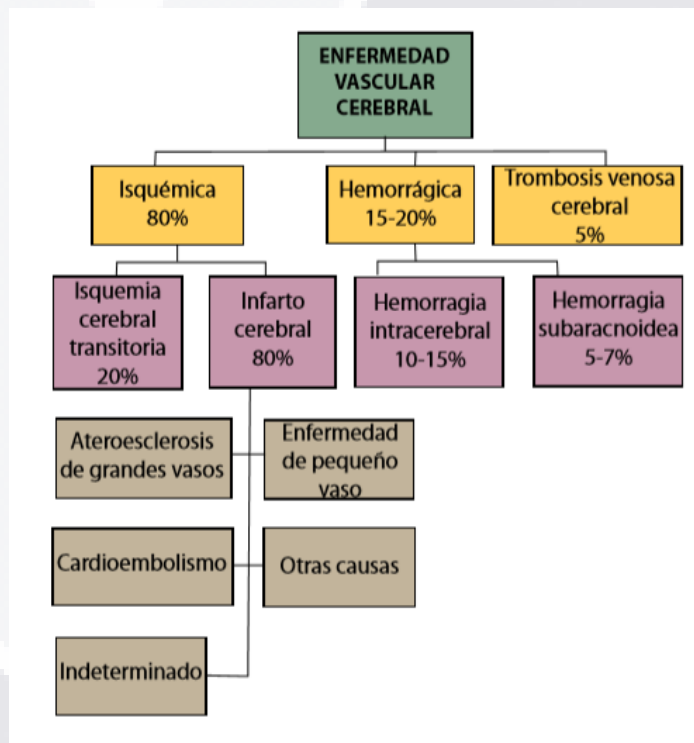 ENFERMEDAD
VASCULAR
CEREBRAL
Isquémica
80%
Hemorrágica
15-20%
Trombosis venosa
cerebral
5%
Isquemia
cerebral
transitoria
20%
Infarto
cerebral
80%
Hemorragia
intracerebral
10-15%
Hemorragia
subaracnoidea
5-7%
Ateroesclerosis
de grandes vasos
Enfermedad
de pequeño
vaso
Cardioembolismo
Otras causas
Indeterminado